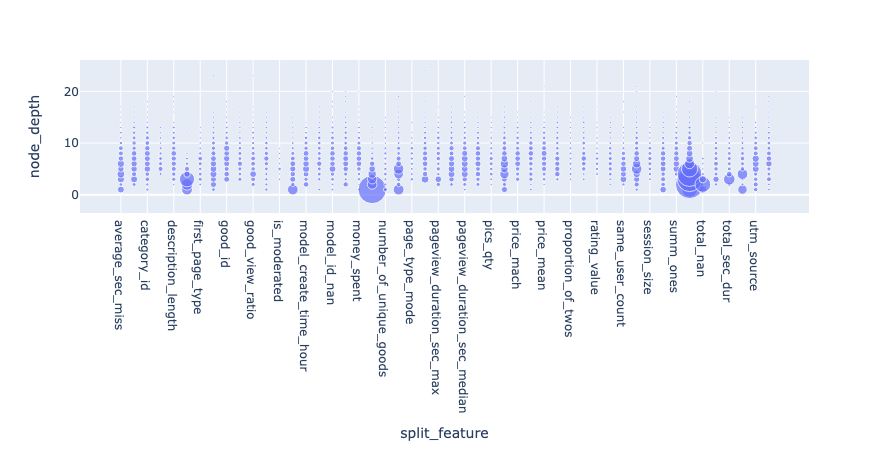 node_depth
20
10
0
average_sec_miss
category_id
description_length
first_page_type
good_id
good_view_ratio
is_moderated
model_create_time_hour
model_id_nan
money_spent
number_of_unique_goods
page_type_mode
pageview_duration_sec_max
pageview_duration_sec_median
pics_qty
price_mach
price_mean
proportion_of_twos
rating_value
same_user_count
session_size
summ_ones
total_nan
total_sec_dur
utm_source
split_feature